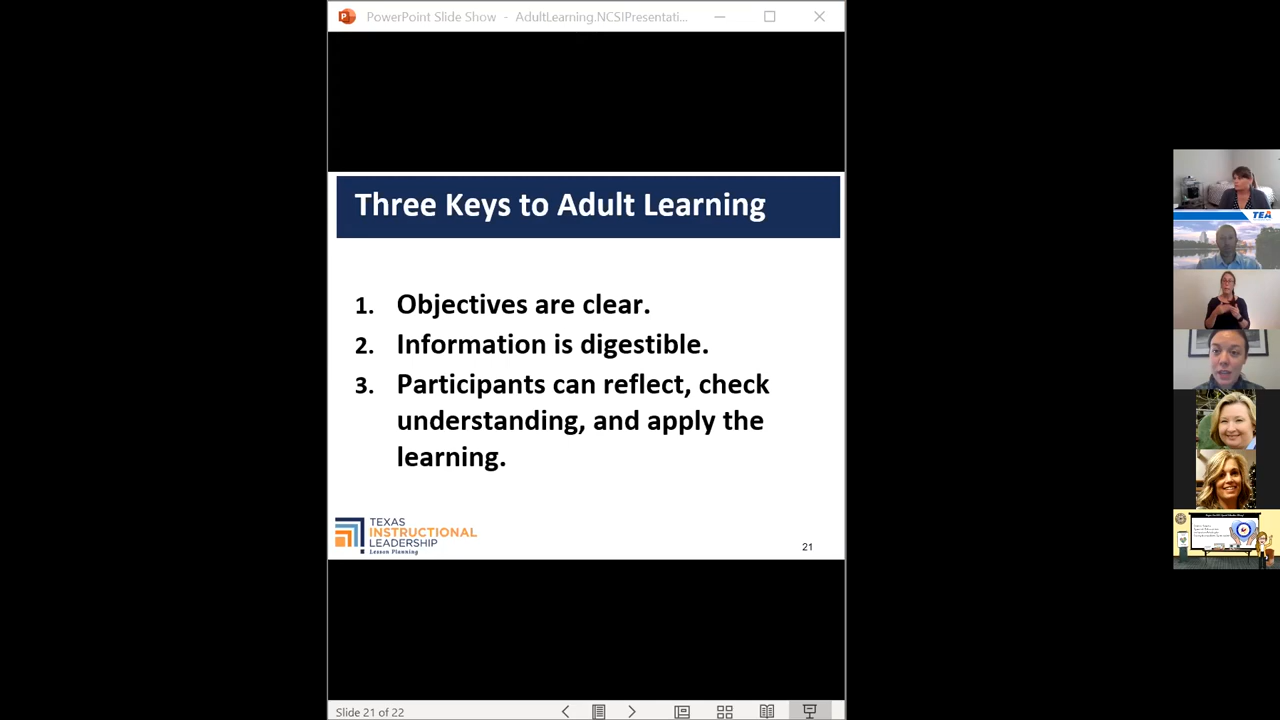 PowerPoint Slide Show - AdultLearning.NCSIPresentati...
Three Keys to Adult Learning
1. Objectives are clear.
2. Information is digestible.
3. Participants can reflect, check
understanding, and apply the
learning.
TEXAS
INSTRUCTIONAL
LEADERSHIP
Lesson Planning
21
Slide 21 of 22
TEA